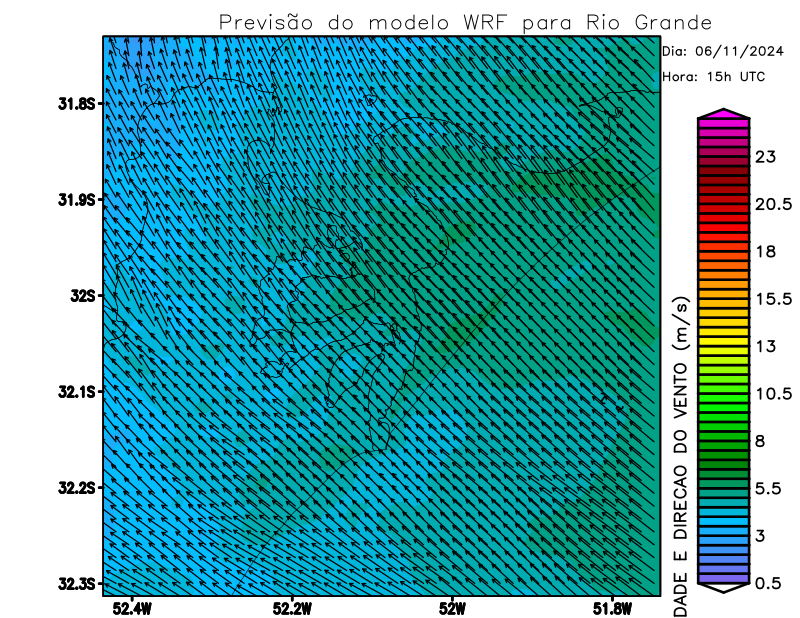 Previsão do modelo WRF para Rio Grande
Dia: 06/11/2024
Hora: 15h UTC
31.8S
31.9S
32S
32.1S
32.2S
32.3S
52.4W
52.2W
52W
51.8W
23
20.5
18
15.5
13
10.5
8
5.5
3
0.5
DADE E DIRECAO DO VENTO (m/s)